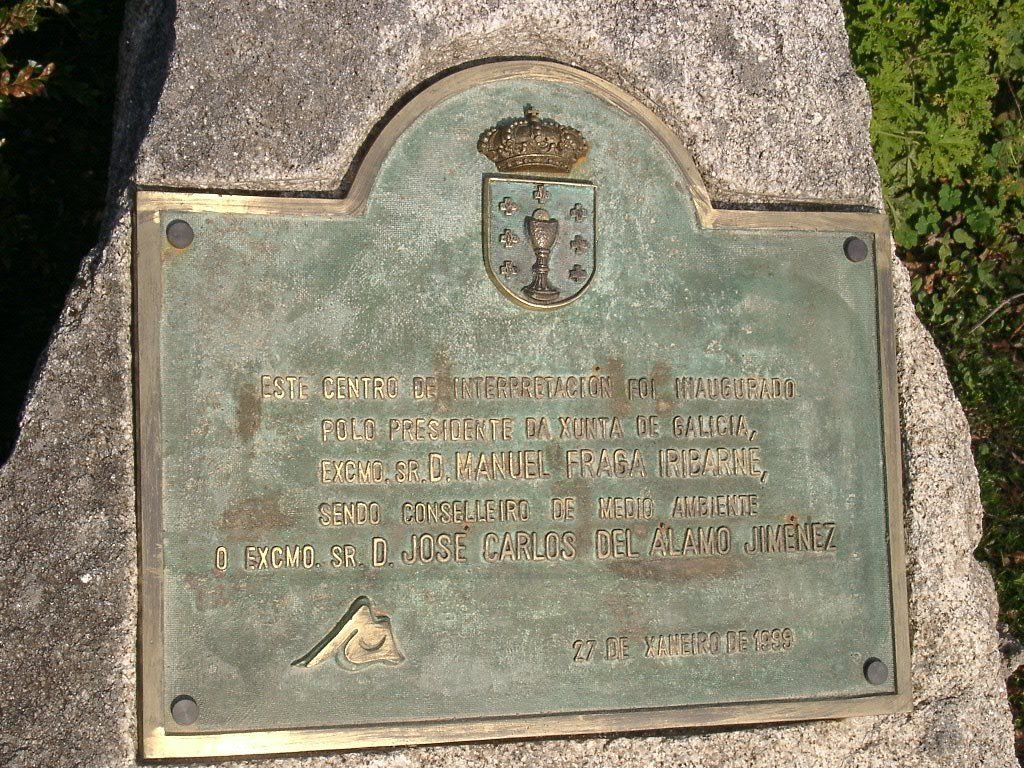 ESTE CENTRO DE INTERPRETACIÓN FOI INAUGURADO
POLO PRESIDENTE DA XUNTA DE GALICIA,
EXCMO. SR. D. MANUEL FRAGA IRIBARNE,
SENDO CONSELLEIRO DE MEDIO AMBIENTE
O EXCMO. SR. D. JOSÉ CARLOS DEL ÁLAMO JIMÉNEZ
27 DE XANEIRO DE 1999